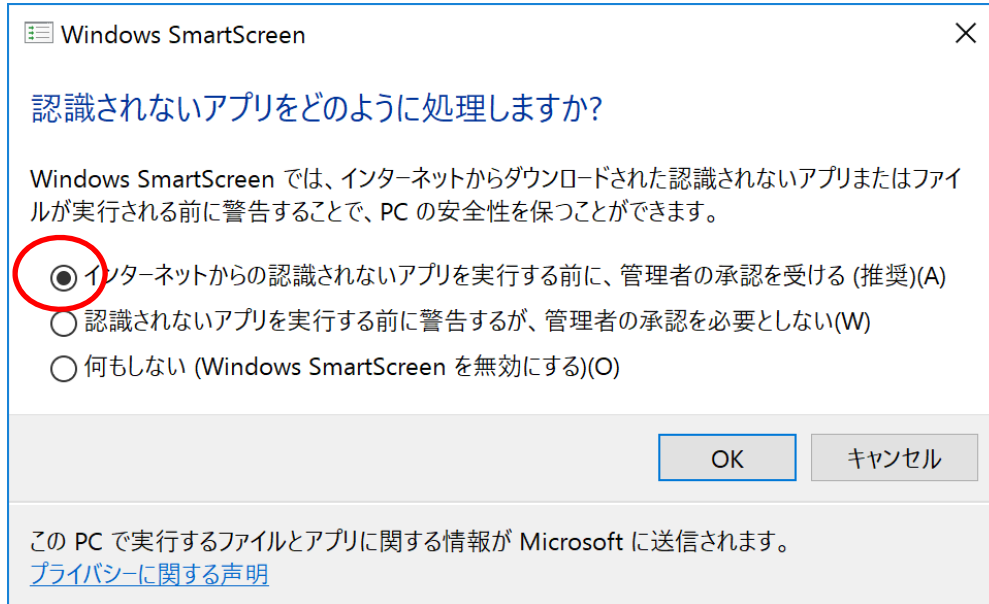 Windows SmartScreen
認識されないアプリをどのように処理しますか?
Windows SmartScreen では、インターネットからダウンロードされた認識されないアプリまたはファイ
ルが実行される前に警告することで、PC の安全性を保つことができます。
インターネットからの認識されないアプリを実行する前に、管理者の承認を受ける (推奨)(A)
認識されないアプリを実行する前に警告するが、管理者の承認を必要としない(W)
何もしない (Windows SmartScreen を無効にする)(O)
OK キャンセル
この PC で実行するファイルとアプリに関する情報が Microsoft に送信されます。
プライバシーに関する声明